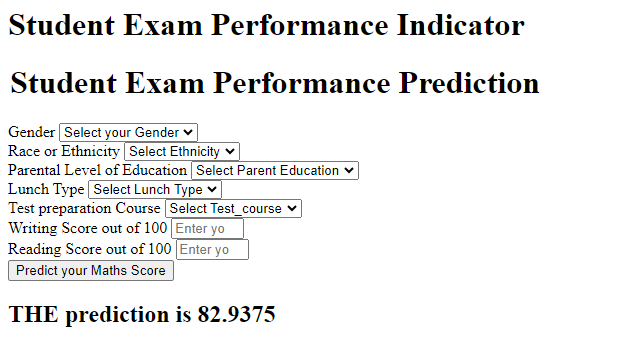 Student Exam Performance Indicator
Student Exam Performance Prediction
Gender Select your Gender
Race or Ethnicity Select Ethnicity
Parental Level of Education Select Parent Education
Lunch Type Select Lunch Type
Test preparation Course Select Test_course
Writing Score out of 100 Enter yo
Reading Score out of 100 Enter yo
Predict your Maths Score
THE prediction is 82.9375